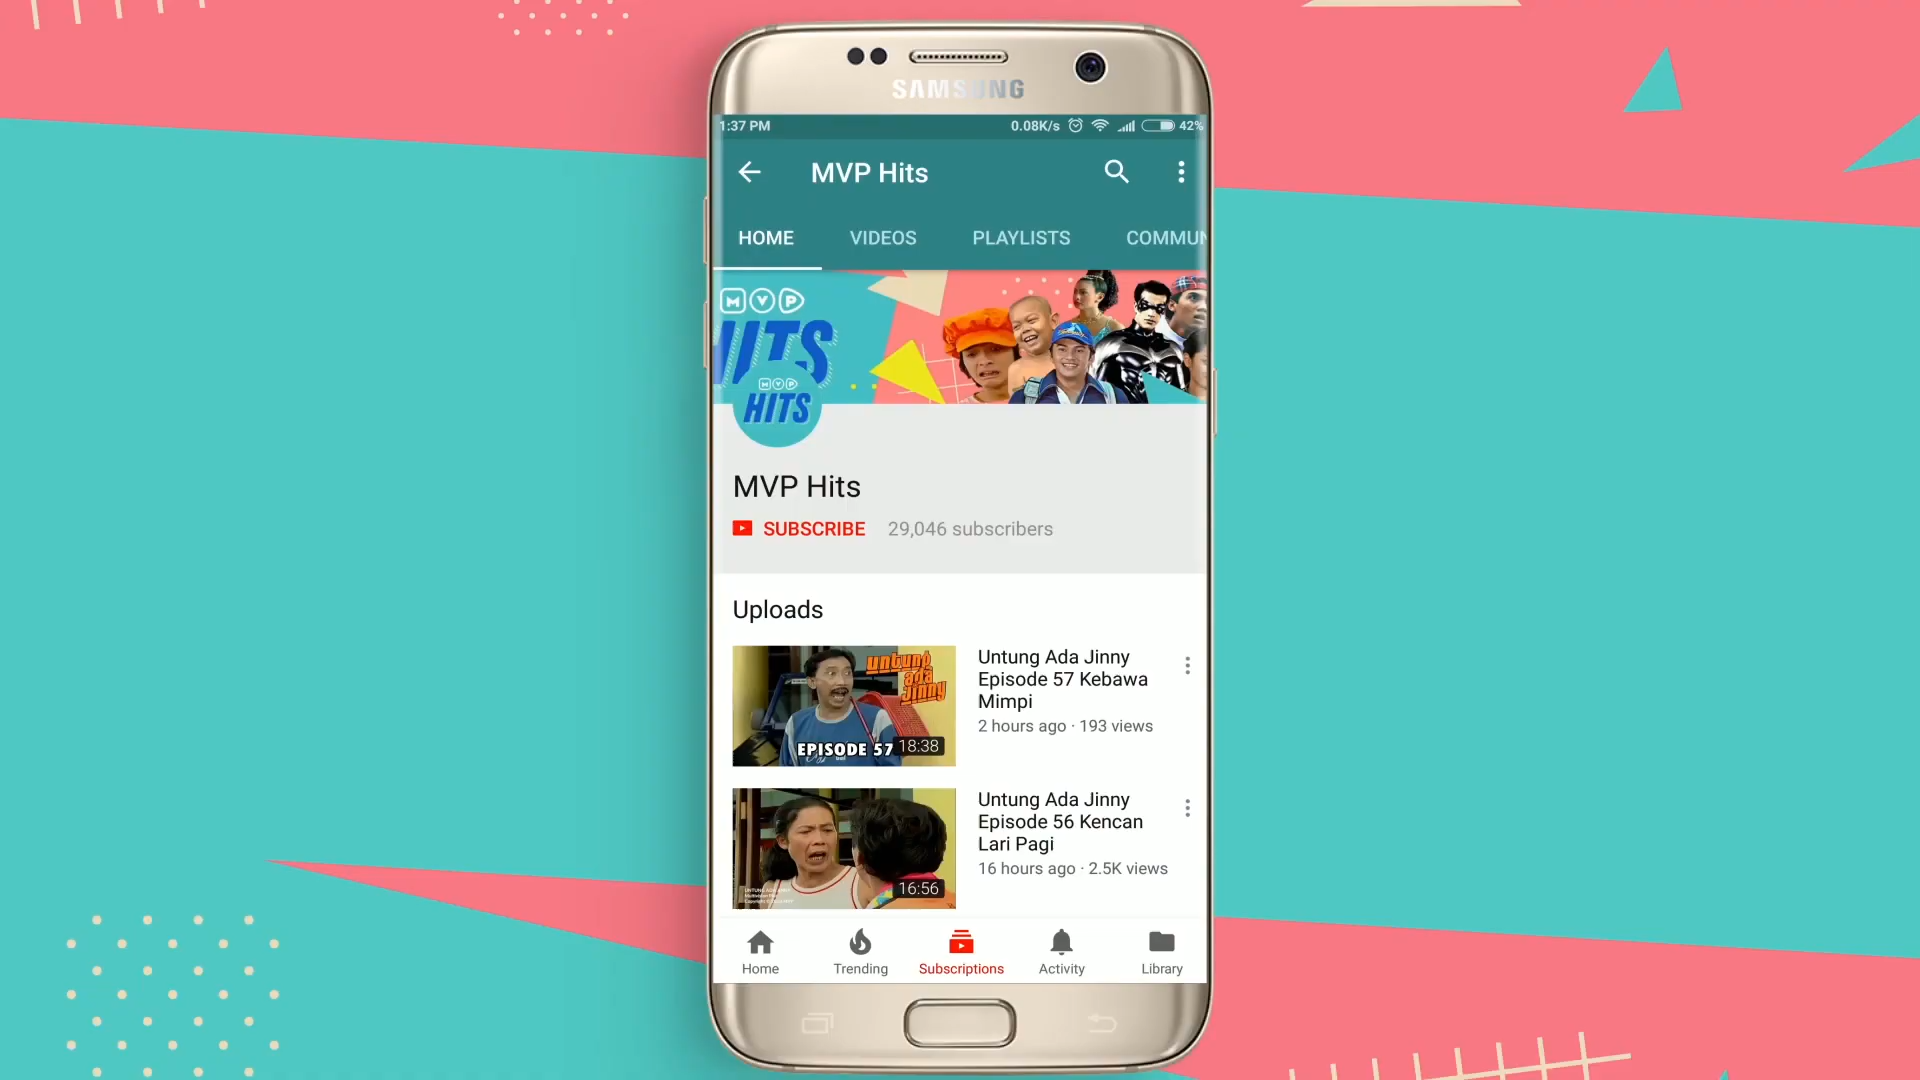 SAMSUNG
1:37 PM
0.08K/s
42%
MVP Hits
HOME
VIDEOS
PLAYLISTS
COMMUN
MVP
HITS
MVP
HITS
MVP Hits
SUBSCRIBE
29,046 subscribers
Uploads
untung
ada
jinny
EPISODE 57
18:38
Untung Ada Jinny
Episode 57 Kebawa
Mimpi
2 hours ago · 193 views
16:56
Untung Ada Jinny
Episode 56 Kencan
Lari Pagi
16 hours ago · 2.5K views
Home
Trending
Subscriptions
Activity
Library